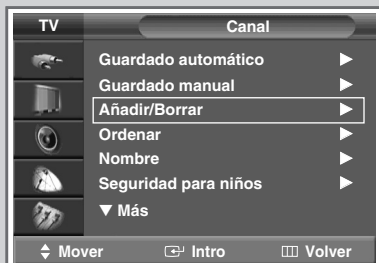 TV Canal
Guardado automático ▶
Guardado manual ▶
Añadir/Borrar ▶
Ordenar ▶
Nombre ▶
Seguridad para niños ▶
▼ Más
Mover Intro Volver